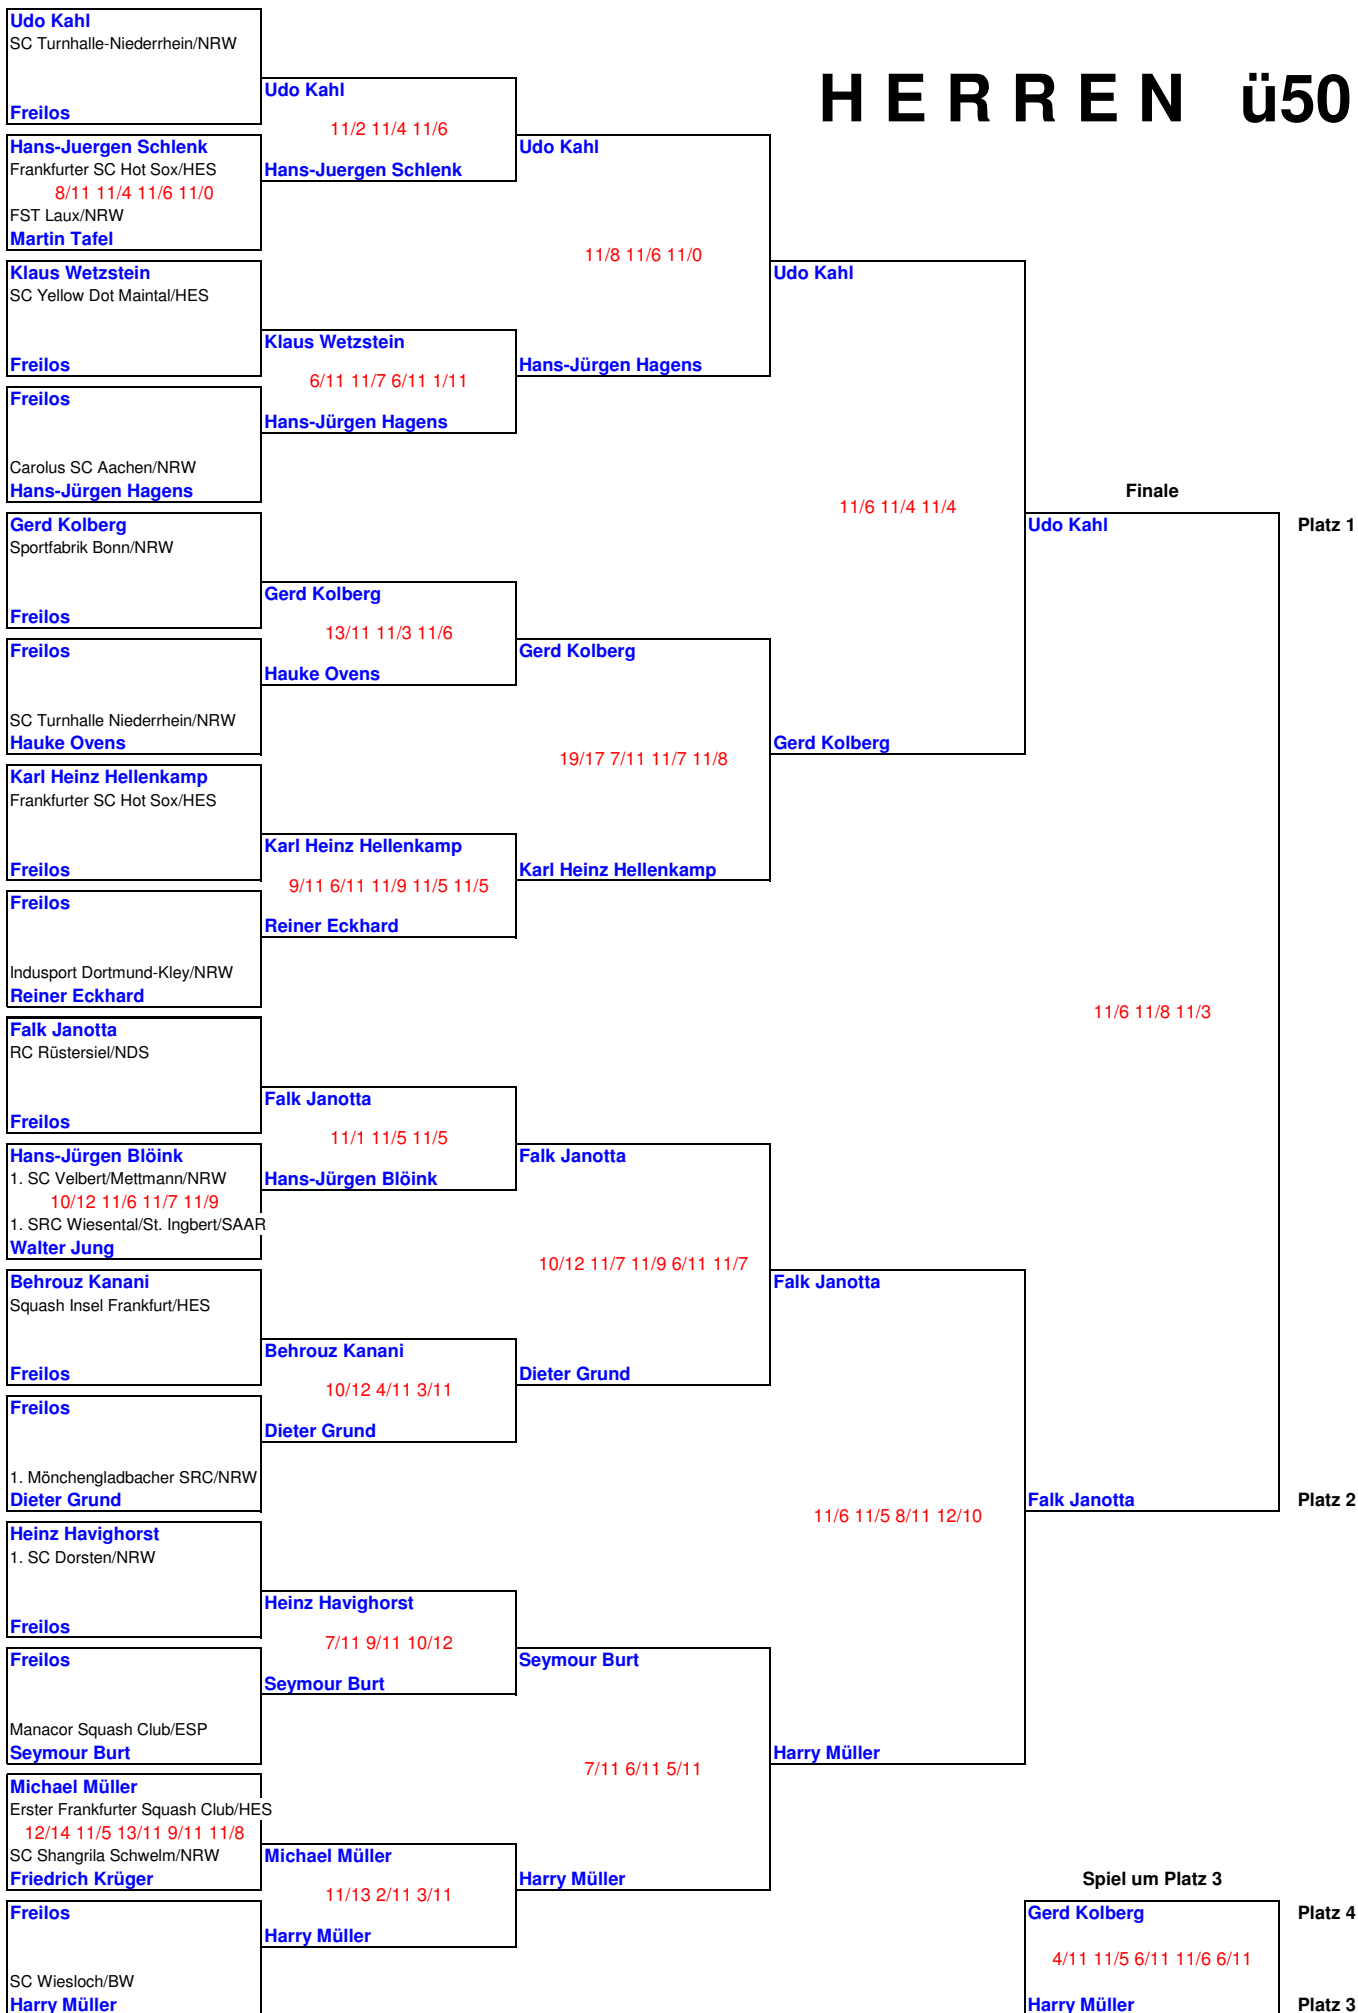 HERREN ü50
Udo Kahl
SC Turnhalle-Niederrhein/NRW
Freilos
Hans-Juergen Schlenk
Frankfurter SC Hot Sox/HES
8/11 11/4 11/6 11/0
FST Laux/NRW
Martin Tafel
Klaus Wetzstein
SC Yellow Dot Maintal/HES
Freilos
Freilos
Carolus SC Aachen/NRW
Hans-Jürgen Hagens
Gerd Kolberg
Sportfabrik Bonn/NRW
Freilos
Freilos
SC Turnhalle Niederrhein/NRW
Hauke Ovens
Karl Heinz Hellenkamp
Frankfurter SC Hot Sox/HES
Freilos
Freilos
Indusport Dortmund-Kley/NRW
Reiner Eckhard
Falk Janotta
RC Rüstersiel/NDS
Freilos
Hans-Jürgen Blöink
1. SC Velbert/Mettmann/NRW
10/12 11/6 11/7 11/9
1. SRC Wiesental/St. Ingbert/SAAR
Walter Jung
Behrouz Kanani
Squash Insel Frankfurt/HES
Freilos
Freilos
1. Mönchengladbacher SRC/NRW
Dieter Grund
Heinz Havighorst
1. SC Dorsten/NRW
Freilos
Freilos
Manacor Squash Club/ESP
Seymour Burt
Michael Müller
Erster Frankfurter Squash Club/HES
12/14 11/5 13/11 9/11 11/8
SC Shangrila Schwelm/NRW
Friedrich Krüger
Freilos
SC Wiesloch/BW
Harry Müller
Udo Kahl
11/2 11/4 11/6
Hans-Juergen Schlenk
Klaus Wetzstein
6/11 11/7 6/11 1/11
Hans-Jürgen Hagens
Gerd Kolberg
13/11 11/3 11/6
Hauke Ovens
Karl Heinz Hellenkamp
9/11 6/11 11/9 11/5 11/5
Reiner Eckhard
Falk Janotta
11/1 11/5 11/5
Hans-Jürgen Blöink
Behrouz Kanani
10/12 4/11 3/11
Dieter Grund
Heinz Havighorst
7/11 9/11 10/12
Seymour Burt
Michael Müller
11/13 2/11 3/11
Harry Müller
Udo Kahl
11/8 11/6 11/0
Hans-Jürgen Hagens
Gerd Kolberg
19/17 7/11 11/7 11/8
Karl Heinz Hellenkamp
Falk Janotta
10/12 11/7 11/9 6/11 11/7
Dieter Grund
Seymour Burt
7/11 6/11 5/11
Harry Müller
Udo Kahl
11/6 11/4 11/4
Gerd Kolberg
Falk Janotta
11/6 11/5 8/11 12/10
Harry Müller
Finale
Udo Kahl Platz 1
11/6 11/8 11/3
Falk Janotta Platz 2
Spiel um Platz 3
Gerd Kolberg Platz 4
4/11 11/5 6/11 11/6 6/11
Harry Müller Platz 3